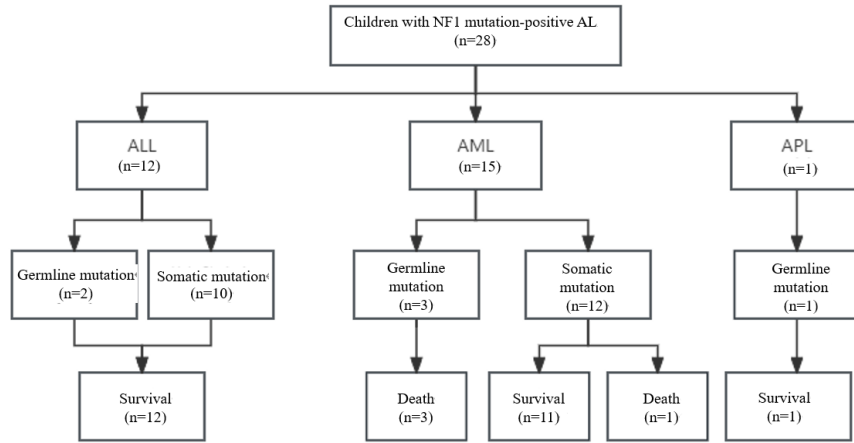 Children with NF1 mutation-positive AL
(n=28)
ALL
(n=12)
AML
(n=15)
APL
(n=1)
Germline mutation
(n=2)
Somatic mutation
(n=10)
Germline
mutation
(n=3)
Somatic
mutation
(n=12)
Germline
mutation
(n=1)
Survival
(n=12)
Death
(n=3)
Survival
(n=11)
Death
(n=1)
Survival
(n=1)